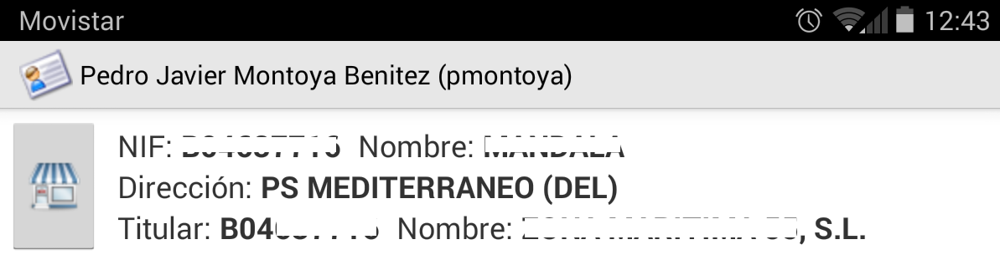 Movistar 12:43
Pedro Javier Montoya Benitez (pmontoya)
NIF: Nombre:
Dirección: PS MEDITERRANEO (DEL)
Titular: Nombre: , S.L.